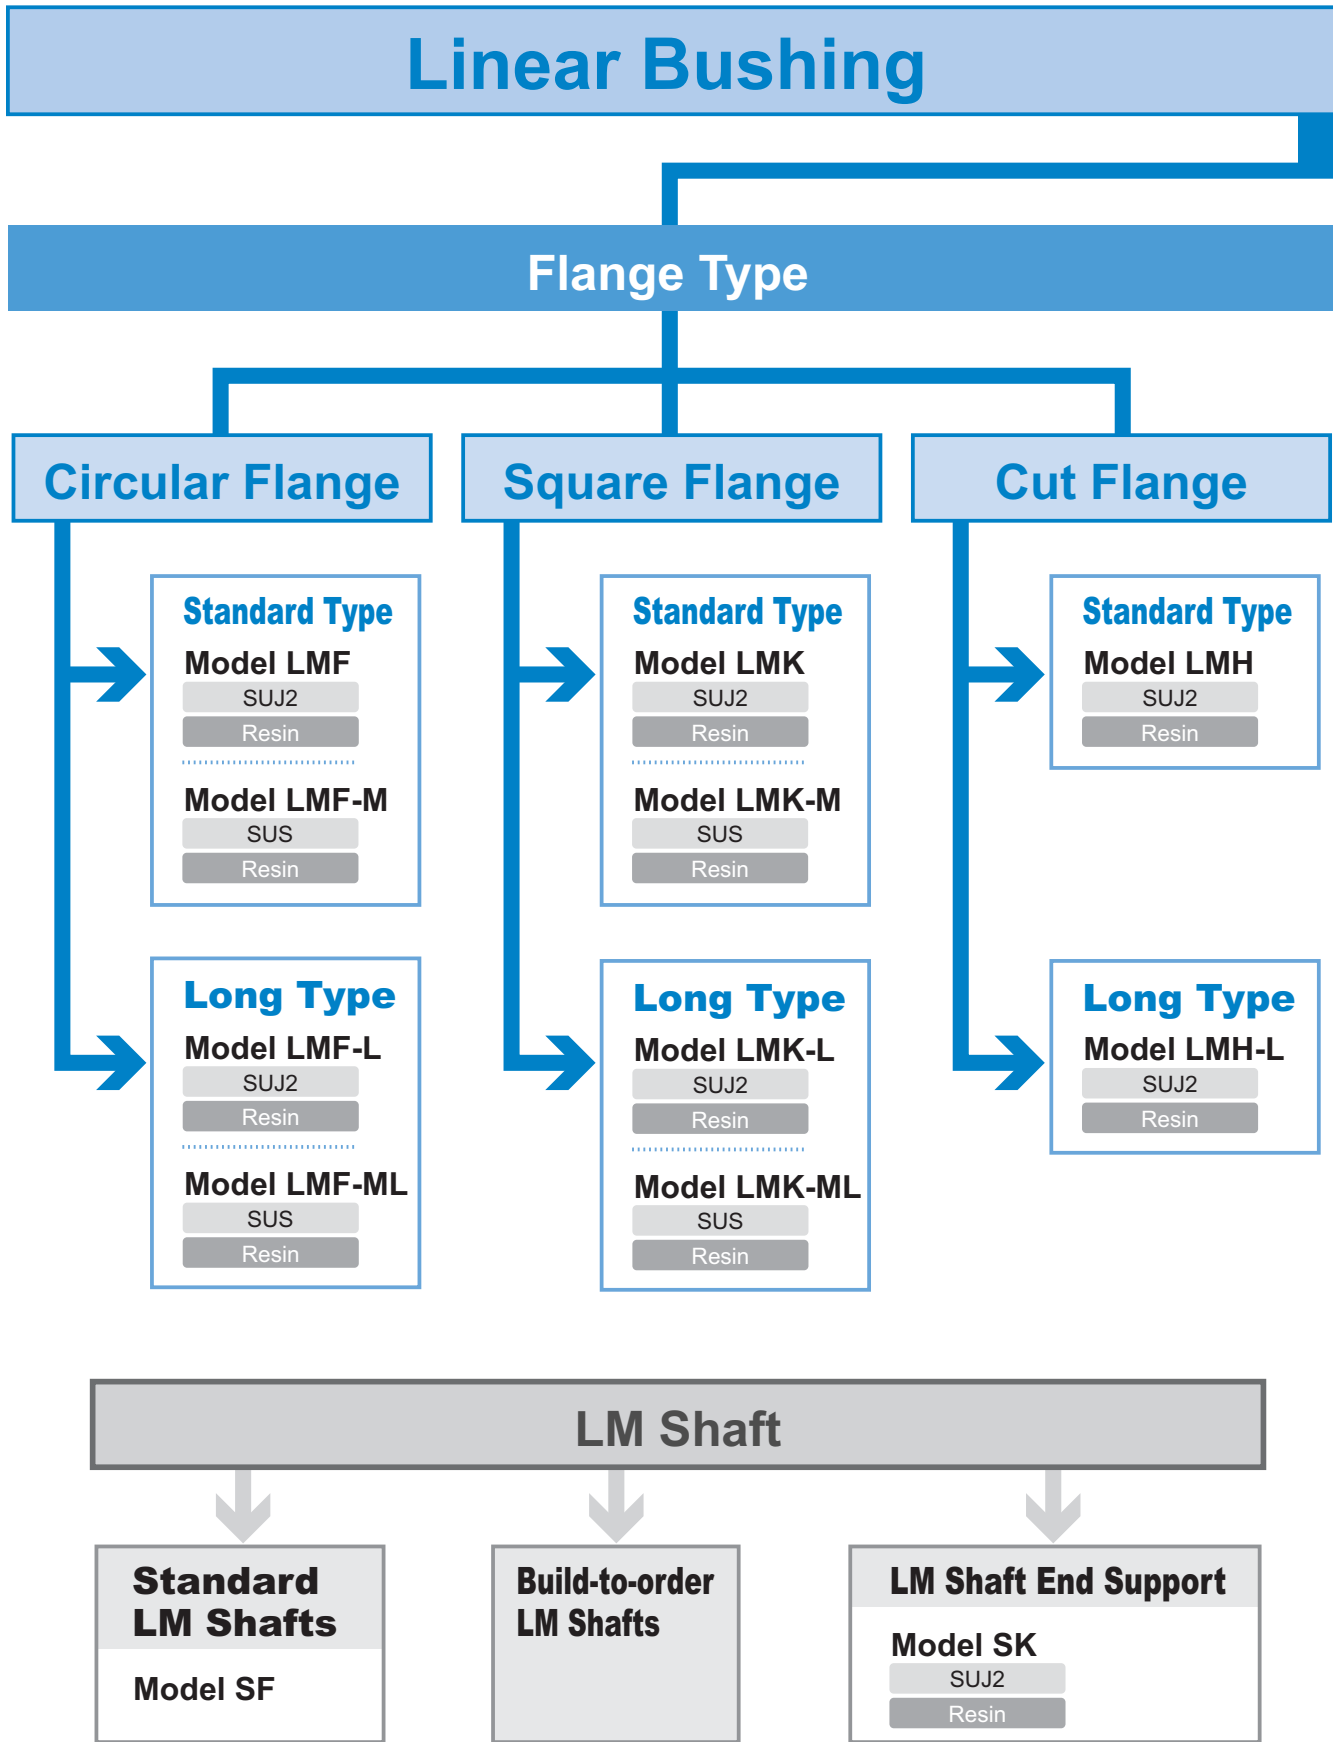 Linear Bushing
Flange Type
Circular Flange
Standard Type
Model LMF
SUJ2
Resin
Model LMF-M
SUS
Resin
Long Type
Model LMF-L
SUJ2
Resin
Model LMF-ML
SUS
Resin
Square Flange
Standard Type
Model LMK
SUJ2
Resin
Model LMK-M
SUS
Resin
Long Type
Model LMK-L
SUJ2
Resin
Model LMK-ML
SUS
Resin
Cut Flange
Standard Type
Model LMH
SUJ2
Resin
Long Type
Model LMH-L
SUJ2
Resin
LM Shaft
Standard
LM Shafts
Model SF
Build-to-order
LM Shafts
LM Shaft End Support
Model SK
SUJ2
Resin